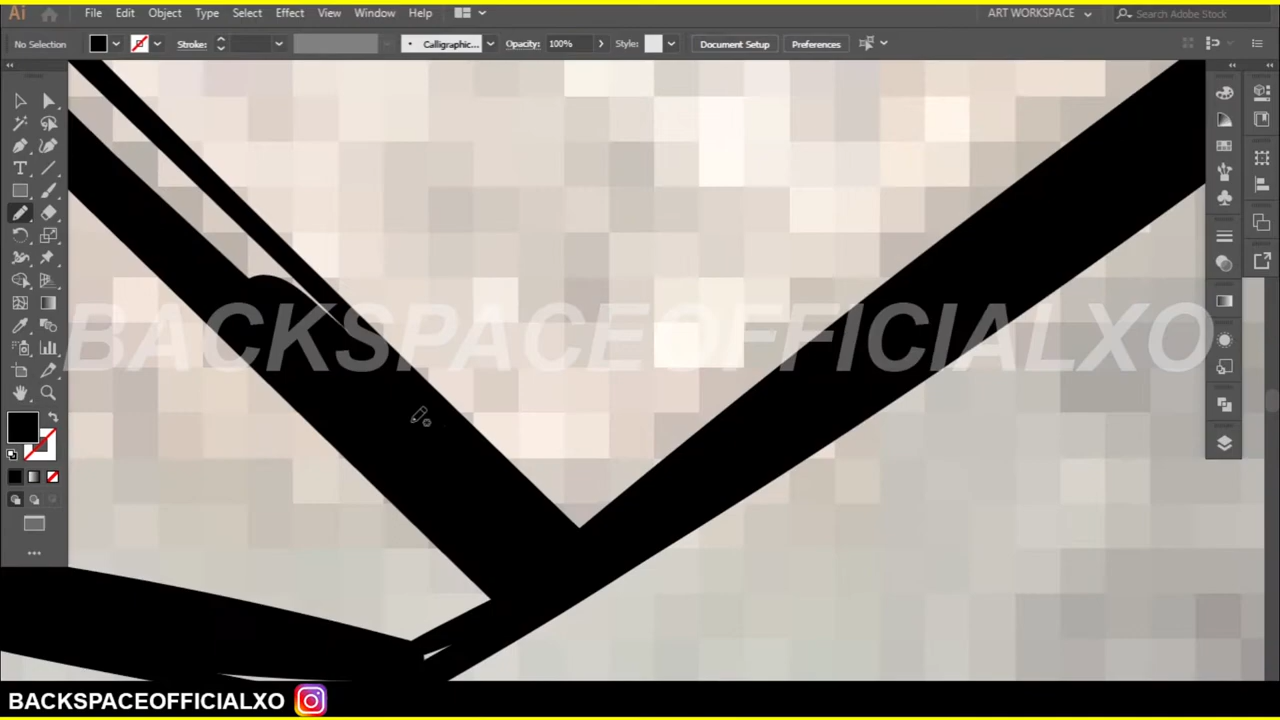 Ai File Edit Object Type Select Effect View Window Help ART WORKSPACE Search Adobe Stock
No Selection Stroke: Calligraphic... Opacity: 100% Style: Document Setup Preferences
BACKSPACEOFFICIALXO
BACKSPACEOFFICIALXO